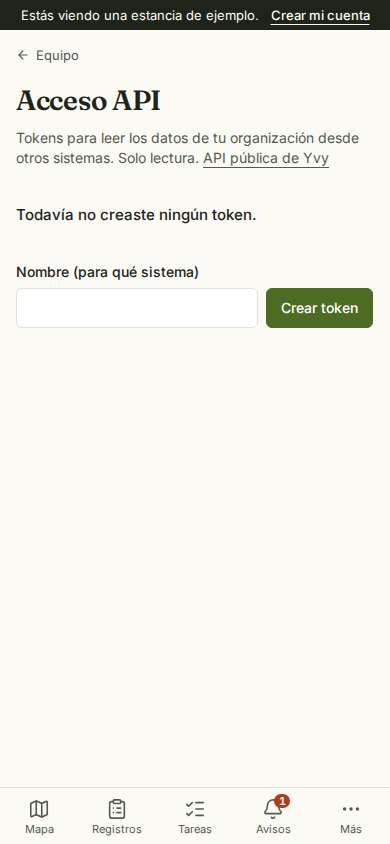 Estás viendo una estancia de ejemplo. Crear mi cuenta
Equipo
Acceso API
Tokens para leer los datos de tu organización desde
otros sistemas. Solo lectura. API pública de Yvy
Todavía no creaste ningún token.
Nombre (para qué sistema)
Crear token
1
Mapa Registros Tareas Avisos Más